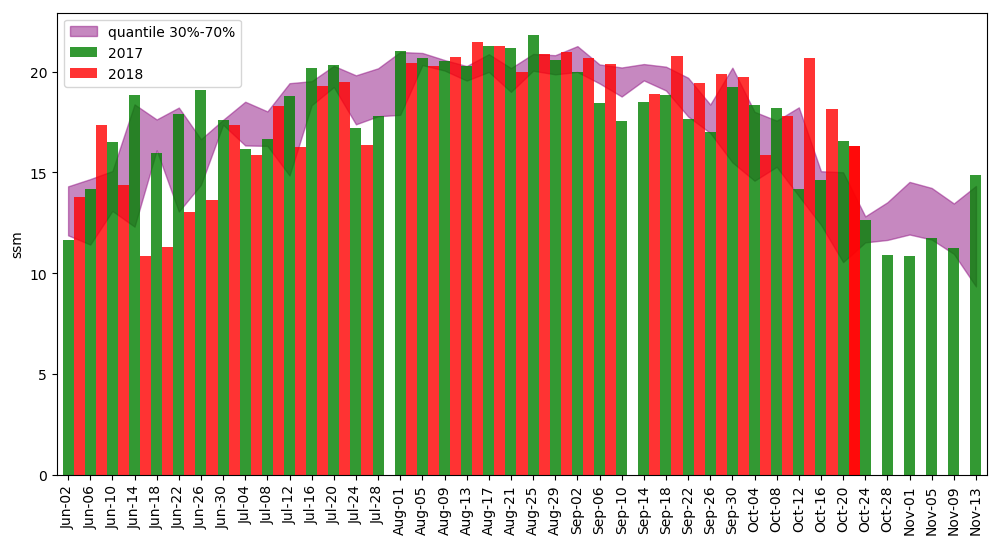 quantile 30%-70%
2017
2018
ssm
20
15
10
5
0
Jun-02
Jun-06
Jun-10
Jun-14
Jun-18
Jun-22
Jun-26
Jun-30
Jul-04
Jul-08
Jul-12
Jul-16
Jul-20
Jul-24
Jul-28
Aug-01
Aug-05
Aug-09
Aug-13
Aug-17
Aug-21
Aug-25
Aug-29
Sep-02
Sep-06
Sep-10
Sep-14
Sep-18
Sep-22
Sep-26
Sep-30
Oct-04
Oct-08
Oct-12
Oct-16
Oct-20
Oct-24
Oct-28
Nov-01
Nov-05
Nov-09
Nov-13